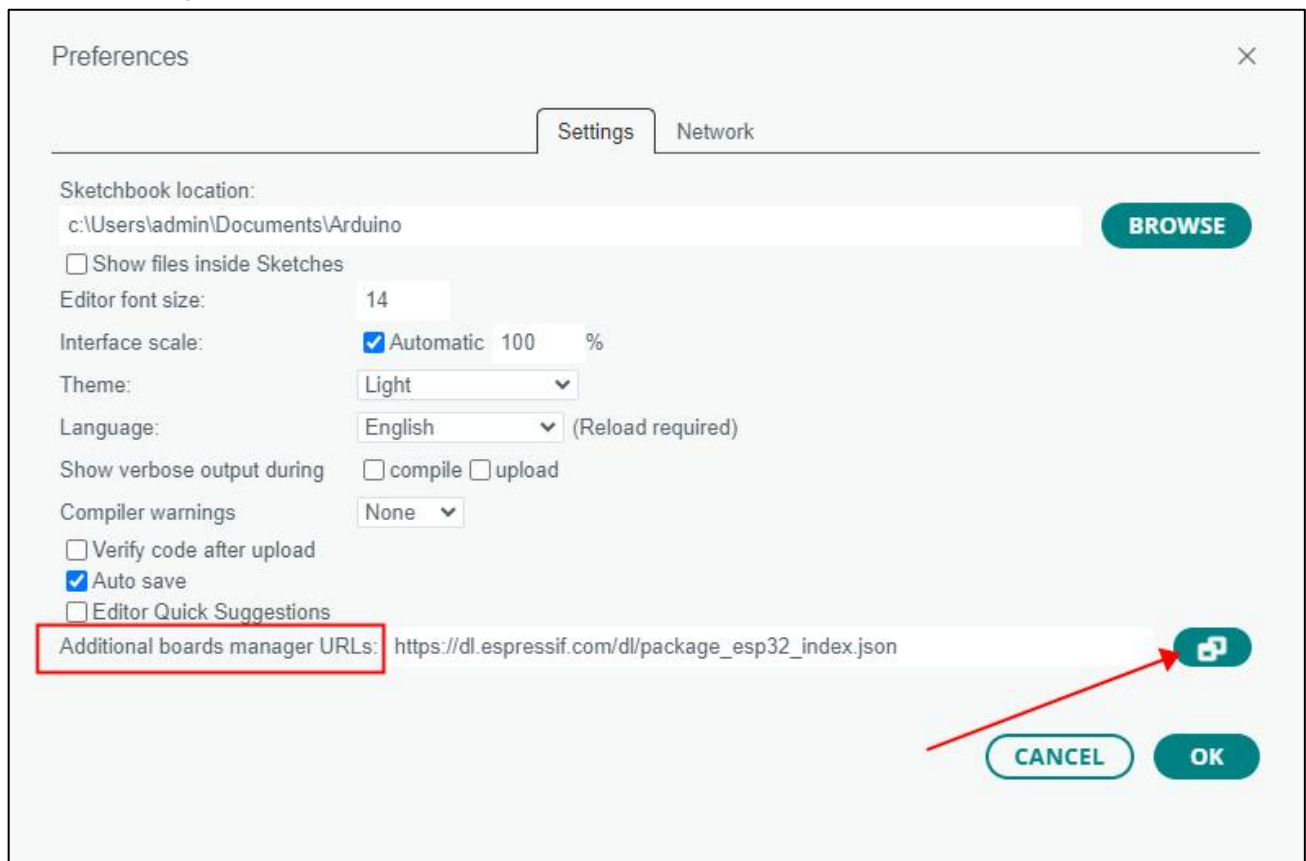 Preferences
Settings Network
Sketchbook location:
c:\Users\admin\Documents\Arduino BROWSE
Show files inside Sketches
Editor font size: 14
Interface scale: Automatic 100 %
Theme: Light
Language: English (Reload required)
Show verbose output during compile upload
Compiler warnings None
Verify code after upload
Auto save
Editor Quick Suggestions
Additional boards manager URLs: https://dl.espressif.com/dl/package_esp32_index.json
CANCEL OK